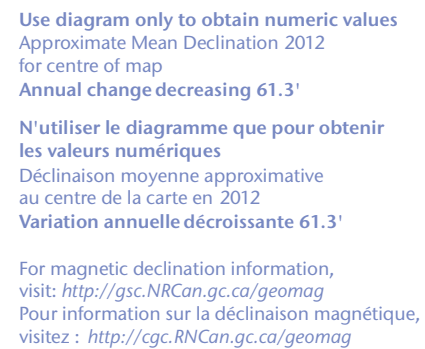 Use diagram only to obtain numeric values
Approximate Mean Declination 2012
for centre of map
Annual change decreasing 61.3'
N'utiliser le diagramme que pour obtenir
les valeurs numériques
Déclinaison moyenne approximative
au centre de la carte en 2012
Variation annuelle décroissante 61.3'
For magnetic declination information,
visit: http://gsc.NRCan.gc.ca/geomag
Pour information sur la déclinaison magnétique,
visitez : http://cgc.RNCan.gc.ca/geomag